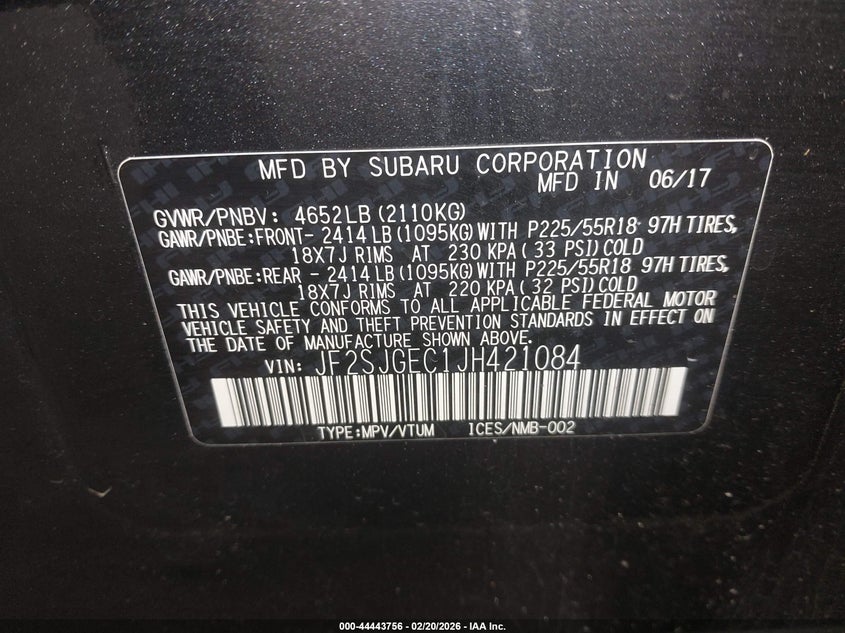 MFD BY SUBARU CORPORATION
MFD IN 06/17
GVWR/PNBV: 4652LB (2110KG)
GAWR/PNBE:FRONT- 2414 LB (1095KG) WITH P225/55R18 97H TIRES,
18X7J RIMS AT 230 KPA ( 33 PSI) COLD
GAWR/PNBE:REAR - 2414 LB (1095KG) WITH P225/55R18 97H TIRES,
18X7J RIMS AT 220 KPA ( 32 PSI) COLD
THIS VEHICLE CONFORMS TO ALL APPLICABLE FEDERAL MOTOR
VEHICLE SAFETY AND THEFT PREVENTION STANDARDS IN EFFECT ON
THE DATE OF MANUFACTURE SHOWN ABOVE.
VIN: JF2SJGEC1JH421084
TYPE:MPV/VTUM ICES/NMB-002
000-44443756 - 02/20/2026 - IAA Inc.